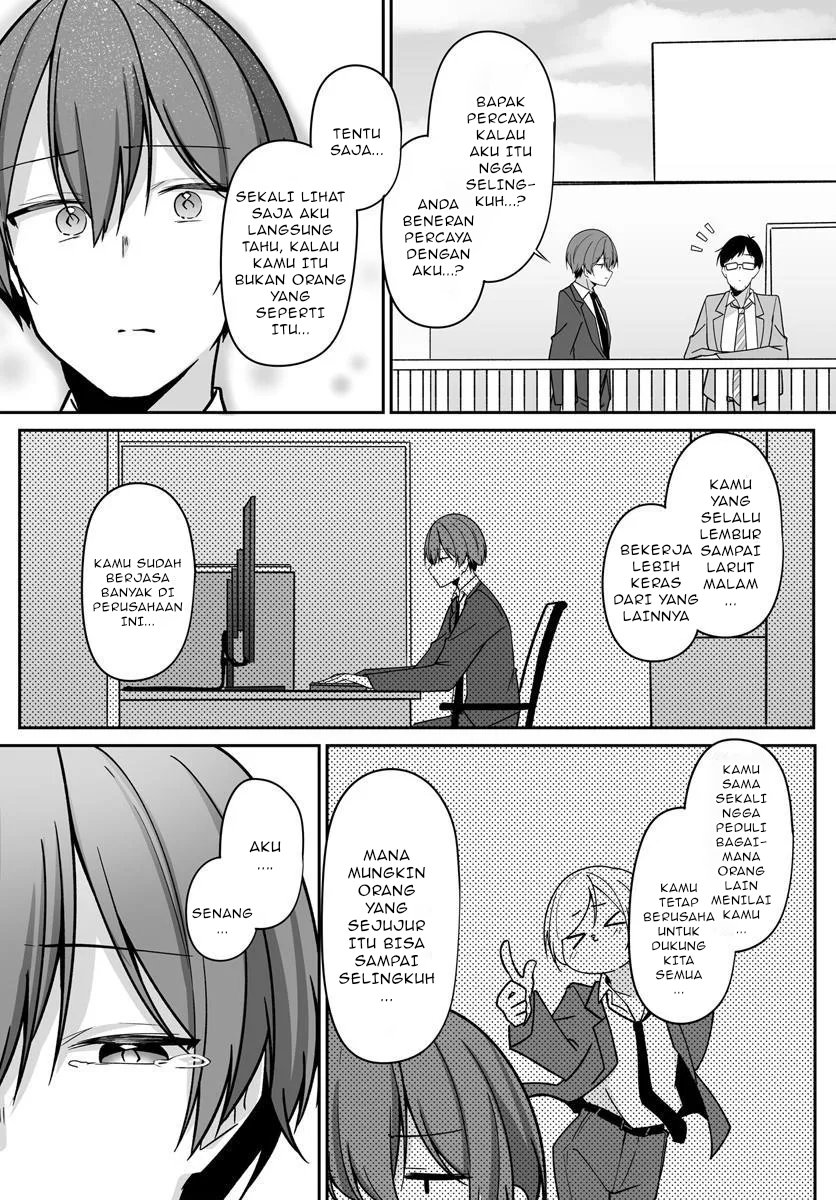 BAPAK
PERCAYA
KALAU
AKU ITU
NGGA
SELING-
KUH...?
ANDA
BENERAN
PERCAYA
DENGAN
AKU...?
TENTU
SAJA...
SEKALI LIHAT
SAJA AKU
LANGSUNG
TAHU, KALAU
KAMU ITU
BUKAN ORANG
YANG
SEPERTI
ITU...
KAMU
YANG
SELALU
LEMBUR
SAMPAI
LARUT
MALAM
...
BEKERJA
LEBIH
KERAS
DARI YANG
LAINNYA
KAMU SUDAH
BERJASA
BANYAK DI
PERUSAHAAN
INI...
KAMU
SAMA
SEKALI
NGGA
PEDULI
BAGAI-
MANA
ORANG
LAIN
MENILAI
KAMU
...
KAMU
TETAP
BERUSAHA
UNTUK
DUKUNG
KITA
SEMUA
...
MANA
MUNGKIN
ORANG
YANG
SEJUJUR
ITU BISA
SAMPAI
SELINGKUH
...
AKU
....
SENANG
...